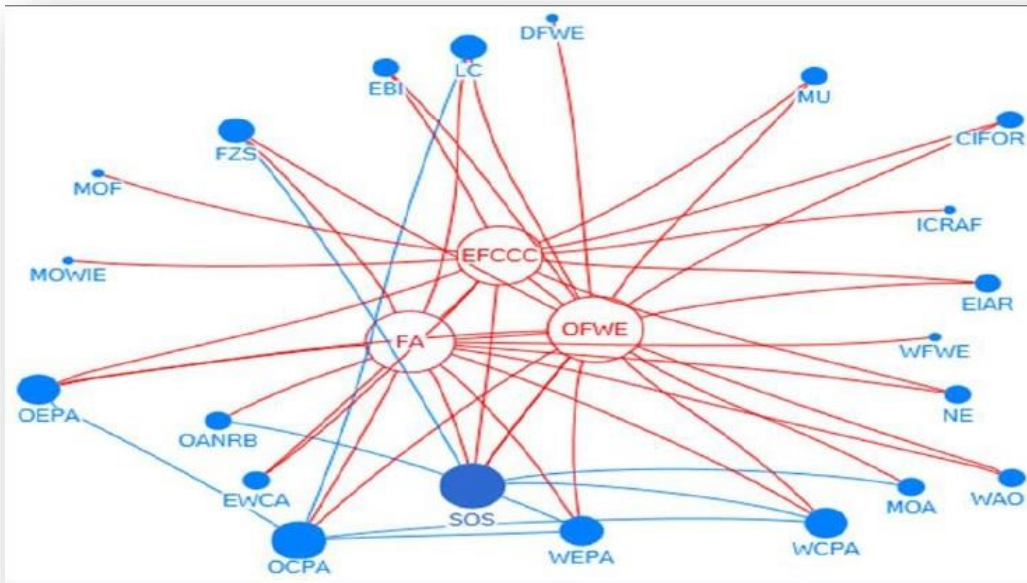 DFWE
LC
EBI
MU
CIFOR
FZS
MOF
ICRAF
EFCCC
MOWIE
EIAR
OFWE
FA
WFWE
OEPA
NE
OANRB
EWCA
WAO
MOA
SOS
WCPA
WEPA
OCPA